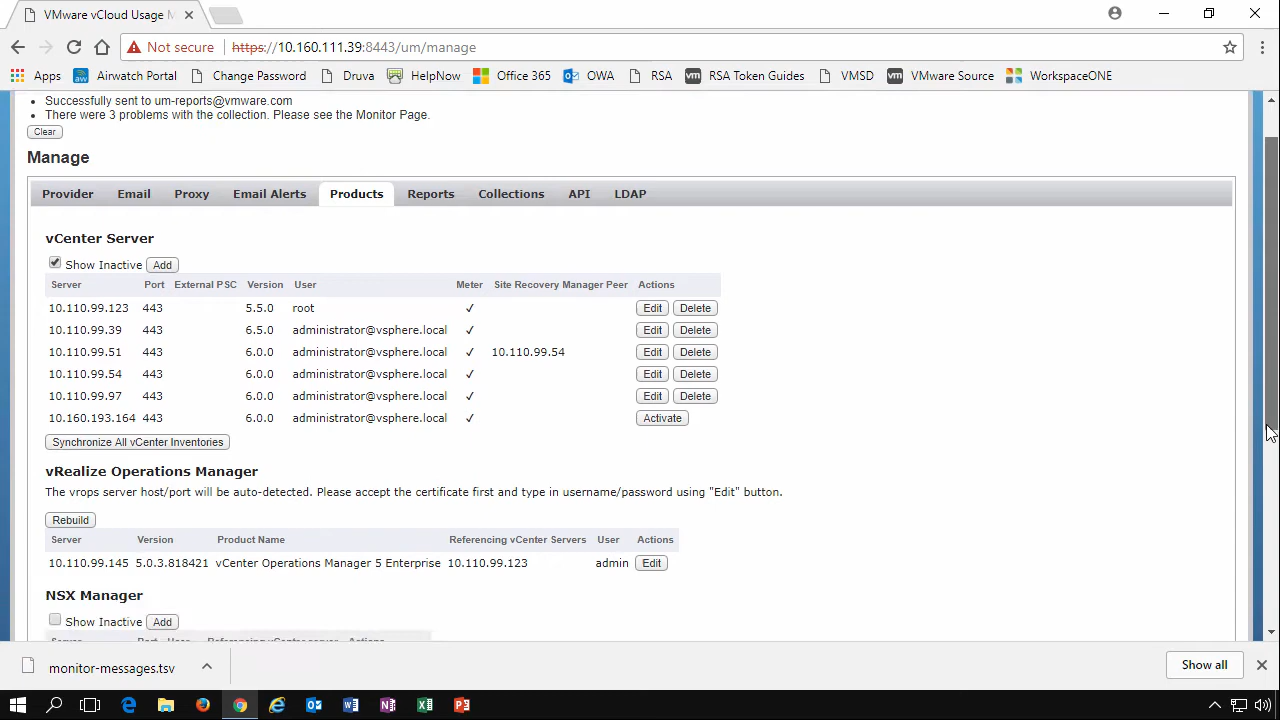 VMware vCloud Usage M
Not secure https://10.160.111.39:8443/um/manage
Apps Airwatch Portal Change Password Druva HelpNow Office 365 OWA RSA RSA Token Guides VMSD VMware Source WorkspaceONE
Successfully sent to um-reports@vmware.com
There were 3 problems with the collection. Please see the Monitor Page.
Clear
Manage
Provider Email Proxy Email Alerts Products Reports Collections API LDAP
vCenter Server
Show Inactive Add
Server Port External PSC Version User Meter Site Recovery Manager Peer Actions
10.110.99.123 443 5.5.0 root ✓ Edit Delete
10.110.99.39 443 6.5.0 administrator@vsphere.local ✓ Edit Delete
10.110.99.51 443 6.0.0 administrator@vsphere.local ✓ 10.110.99.54 Edit Delete
10.110.99.54 443 6.0.0 administrator@vsphere.local ✓ Edit Delete
10.110.99.97 443 6.0.0 administrator@vsphere.local ✓ Edit Delete
10.160.193.164 443 6.0.0 administrator@vsphere.local ✓ Activate
Synchronize All vCenter Inventories
vRealize Operations Manager
The vrops server host/port will be auto-detected. Please accept the certificate first and type in username/password using "Edit" button.
Rebuild
Server Version Product Name Referencing vCenter Servers User Actions
10.110.99.145 5.0.3.818421 vCenter Operations Manager 5 Enterprise 10.110.99.123 admin Edit
NSX Manager
Show Inactive Add
Server Port User Referencing vCenter server Actions
monitor-messages.tsv Show all